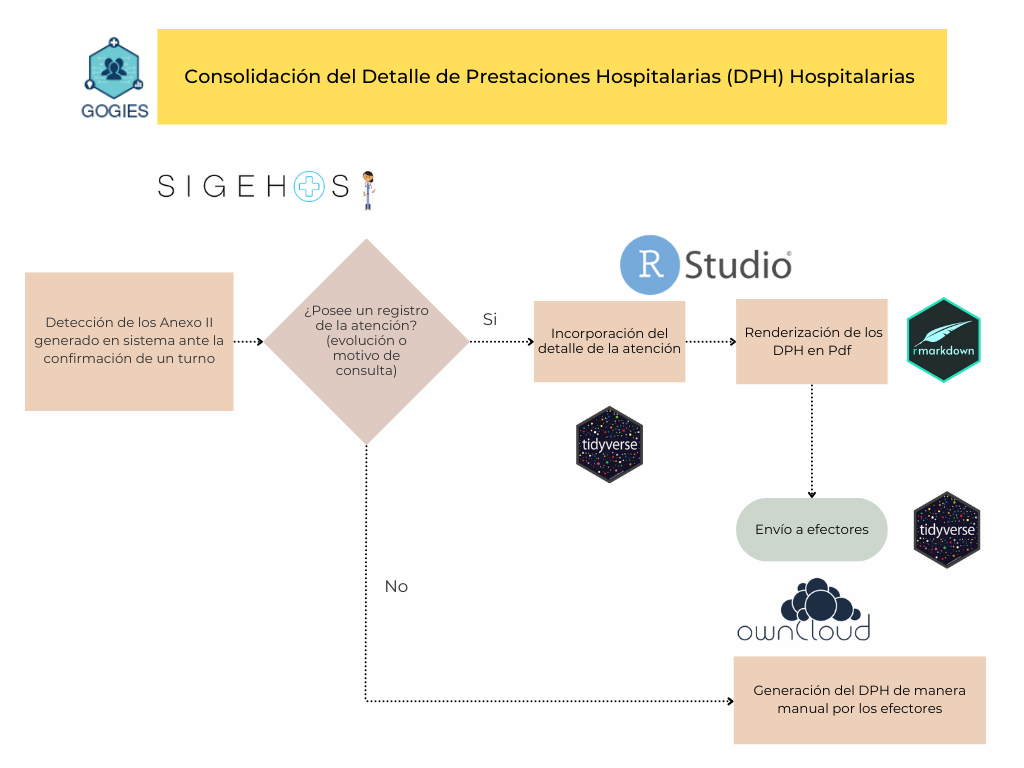 Consolidación del Detalle de Prestaciones Hospitalarias (DPH) Hospitalarias
GOGIES
SIGEHOS
R Studio®
Detección de los Anexo II
generado en sistema ante la
confirmación de un turno
¿Posee un registro
de la atención?
(evolución o
motivo de
consulta)
Si
Incorporación del
detalle de la atención
Renderización de los
DPH en Pdf
rmarkdown
tidyverse
Envío a efectores
tidyverse
No
ownCloud
Generación del DPH de manera
manual por los efectores